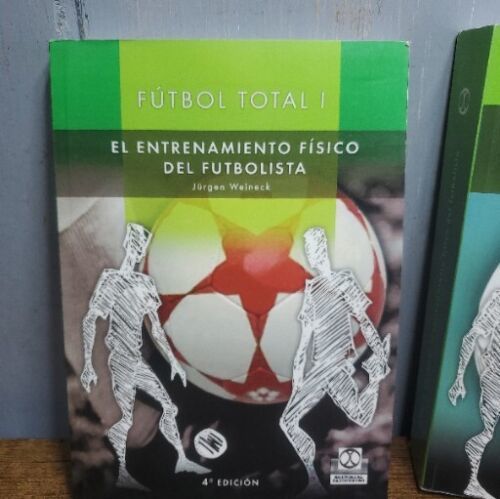 FÚTBOL TOTAL I
EL ENTRENAMIENTO FÍSICO
DEL FUTBOLISTA
Jürgen Weineck
4ª EDICIÓN